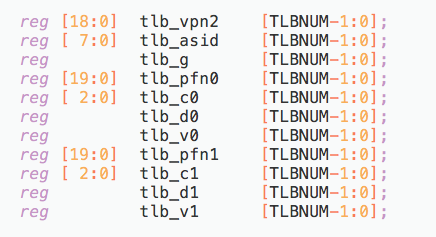 reg [18:0] tlb_vpn2 [TLBNUM-1:0];
reg [ 7:0] tlb_asid [TLBNUM-1:0];
reg tlb_g [TLBNUM-1:0];
reg [19:0] tlb_pfn0 [TLBNUM-1:0];
reg [ 2:0] tlb_c0 [TLBNUM-1:0];
reg tlb_d0 [TLBNUM-1:0];
reg tlb_v0 [TLBNUM-1:0];
reg [19:0] tlb_pfn1 [TLBNUM-1:0];
reg [ 2:0] tlb_c1 [TLBNUM-1:0];
reg tlb_d1 [TLBNUM-1:0];
reg tlb_v1 [TLBNUM-1:0];